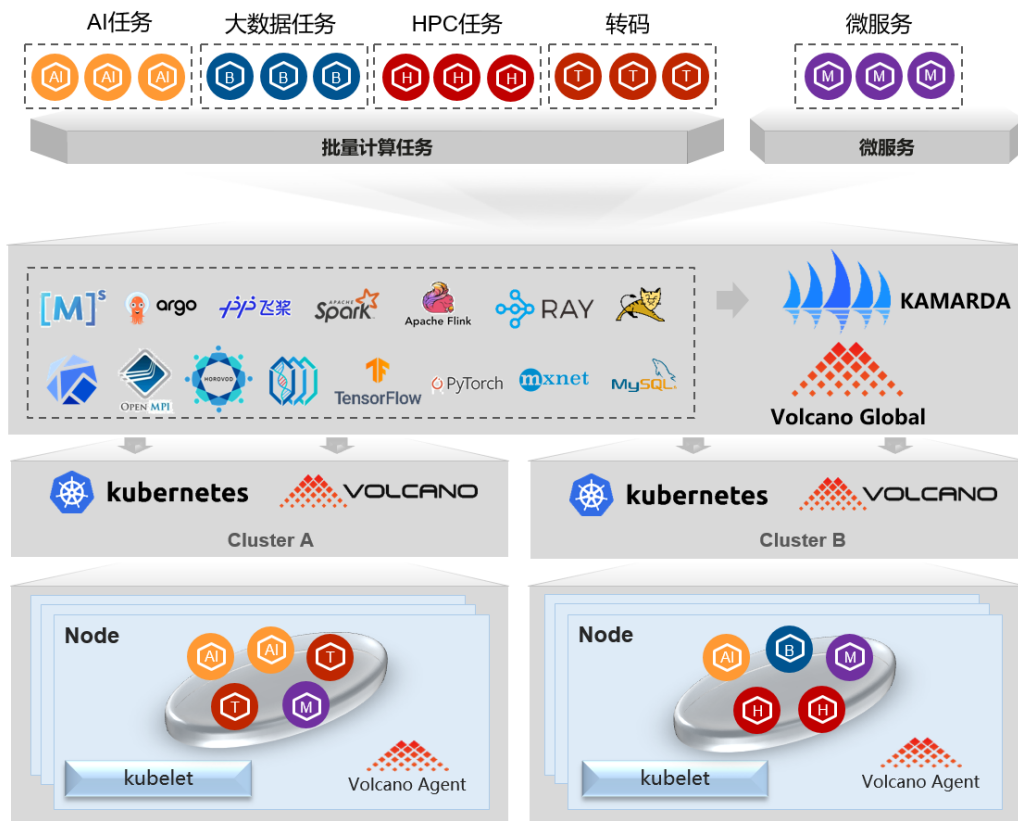 AI任务 大数据任务 HPC任务 转码 微服务
AI AI AI B B B H H H T T T M M M
批量计算任务 微服务
[M]s argo 飞桨 APACHE Spark Apache Flink RAY
KAMARDA
OPEN MPI HOROVOD TensorFlow PyTorch mxnet MySQL
Volcano Global
kubernetes VOLCANO kubernetes VOLCANO
Cluster A Cluster B
Node Node
AI AI T AI B M
T M H H
kubelet Volcano Agent kubelet Volcano Agent